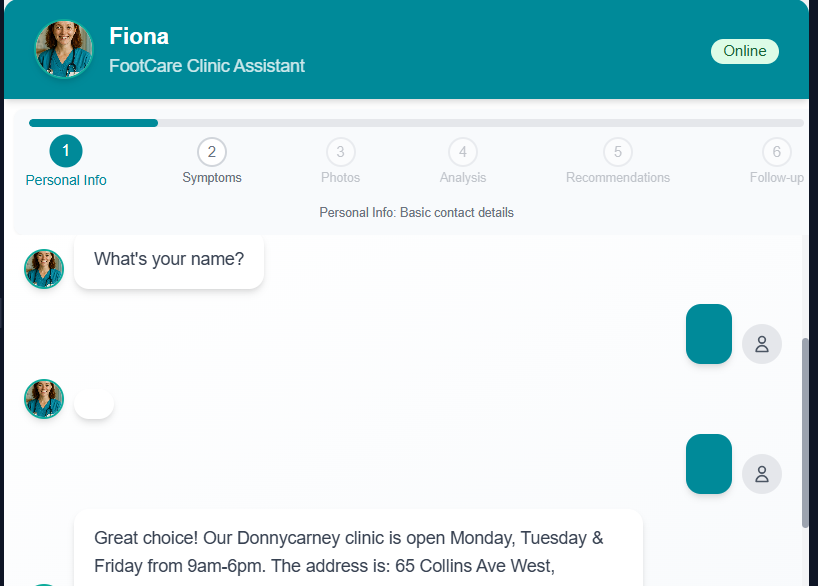 Fiona
FootCare Clinic Assistant
Online
1
2
3
4
5
6
Personal Info
Symptoms
Photos
Analysis
Recommendations
Follow-up
Personal Info: Basic contact details
What's your name?
Great choice! Our Donnycarney clinic is open Monday, Tuesday &
Friday from 9am-6pm. The address is: 65 Collins Ave West,